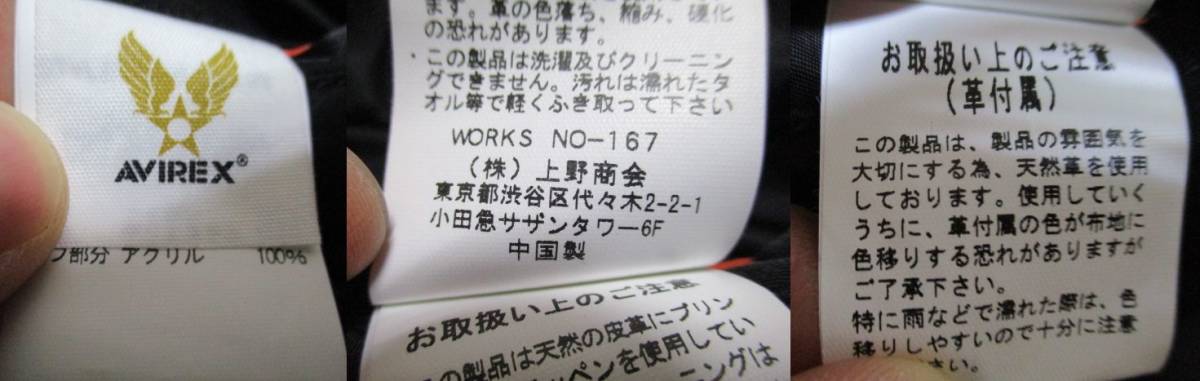 AVIREX®
フ部分 アクリル 100%
ます。革の色落ち、縮み、硬化
の恐れがあります。
・この製品は洗濯及びクリーニン
グできません。汚れは濡れたタ
オル等で軽くふき取って下さい
WORKS NO-167
(株)上野商会
東京都渋谷区代々木2-2-1
小田急サザンタワー6F
中国製
お取扱い上のご注意
の製品は天然の皮革にプリン
ッペンを使用してい
ーニングは
お取扱い上のご注意
(革付属)
この製品は、製品の雰囲気を
大切にする為、天然革を使用
しております。使用していく
うちに、革付属の色が布地に
色移りする恐れがありますが
ご了承下さい。
特に雨などで濡れた際は、色
移りしやすいので十分に注意
さい。